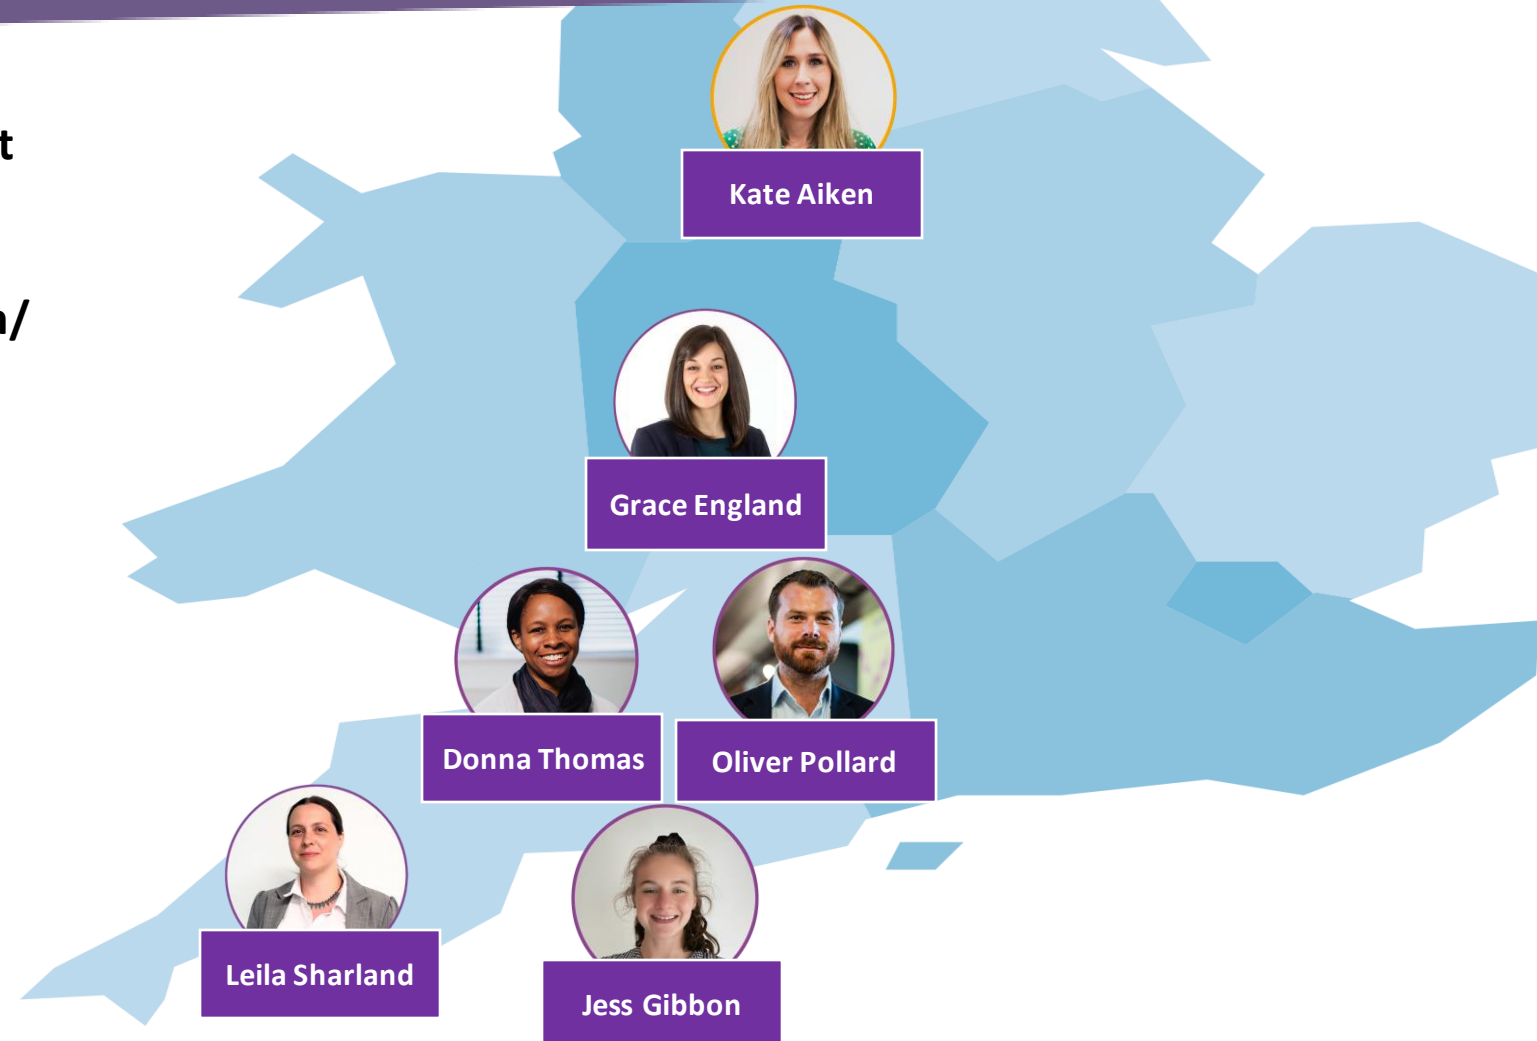 t
Kate Aiken
n/
Grace England
Donna Thomas
Oliver Pollard
Leila Sharland
Jess Gibbon